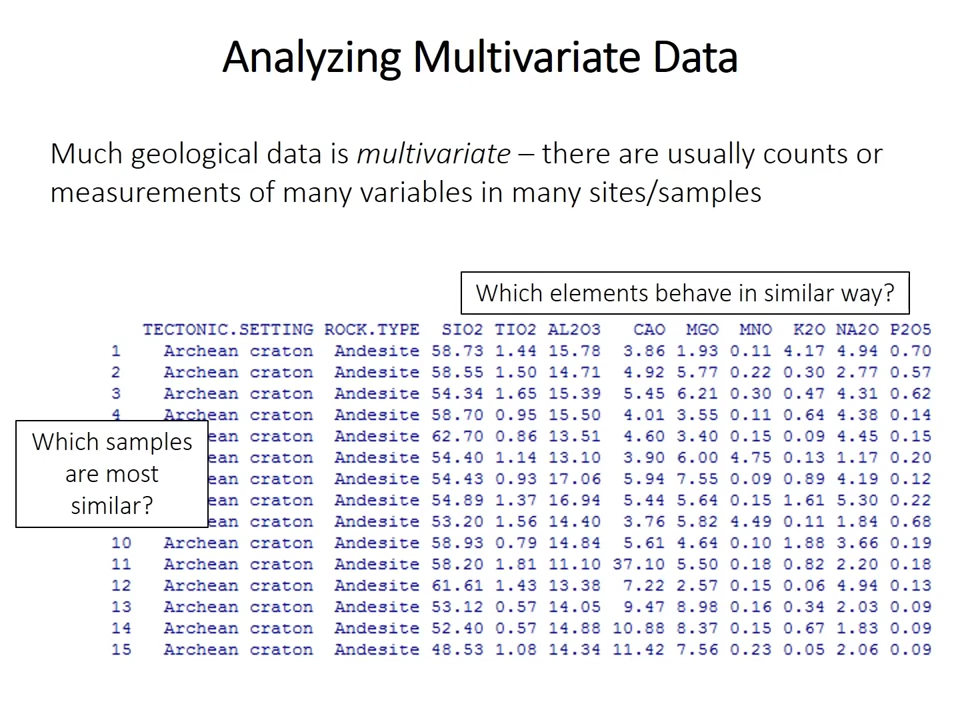 Analyzing Multivariate Data
Much geological data is multivariate – there are usually counts or
measurements of many variables in many sites/samples
Which elements behave in similar way?
TECTONIC.SETTING ROCK.TYPE SIO2 TIO2 AL2O3 CAO MGO MNO K2O NA2O P2O5
1 Archean craton Andesite 58.73 1.44 15.78 3.86 1.93 0.11 4.17 4.94 0.70
2 Archean craton Andesite 58.55 1.50 14.71 4.92 5.77 0.22 0.30 2.77 0.57
3 Archean craton Andesite 54.34 1.65 15.39 5.45 6.21 0.30 0.47 4.31 0.62
4 Archean craton Andesite 58.70 0.95 15.50 4.01 3.55 0.11 0.64 4.38 0.14
Which samples
are most
similar?
ean craton Andesite 62.70 0.86 13.51 4.60 3.40 0.15 0.09 4.45 0.15
ean craton Andesite 54.40 1.14 13.10 3.90 6.00 4.75 0.13 1.17 0.20
ean craton Andesite 54.43 0.93 17.06 5.94 7.55 0.09 0.89 4.19 0.12
ean craton Andesite 54.89 1.37 16.94 5.44 5.64 0.15 1.61 5.30 0.22
ean craton Andesite 53.20 1.56 14.40 3.76 5.82 4.49 0.11 1.84 0.68
10 Archean craton Andesite 58.93 0.79 14.84 5.61 4.64 0.10 1.88 3.66 0.19
11 Archean craton Andesite 58.20 1.81 11.10 37.10 5.50 0.18 0.82 2.20 0.18
12 Archean craton Andesite 61.61 1.43 13.38 7.22 2.57 0.15 0.06 4.94 0.13
13 Archean craton Andesite 53.12 0.57 14.05 9.47 8.98 0.16 0.34 2.03 0.09
14 Archean craton Andesite 52.40 0.57 14.88 10.88 8.37 0.15 0.67 1.83 0.09
15 Archean craton Andesite 48.53 1.08 14.34 11.42 7.56 0.23 0.05 2.06 0.09